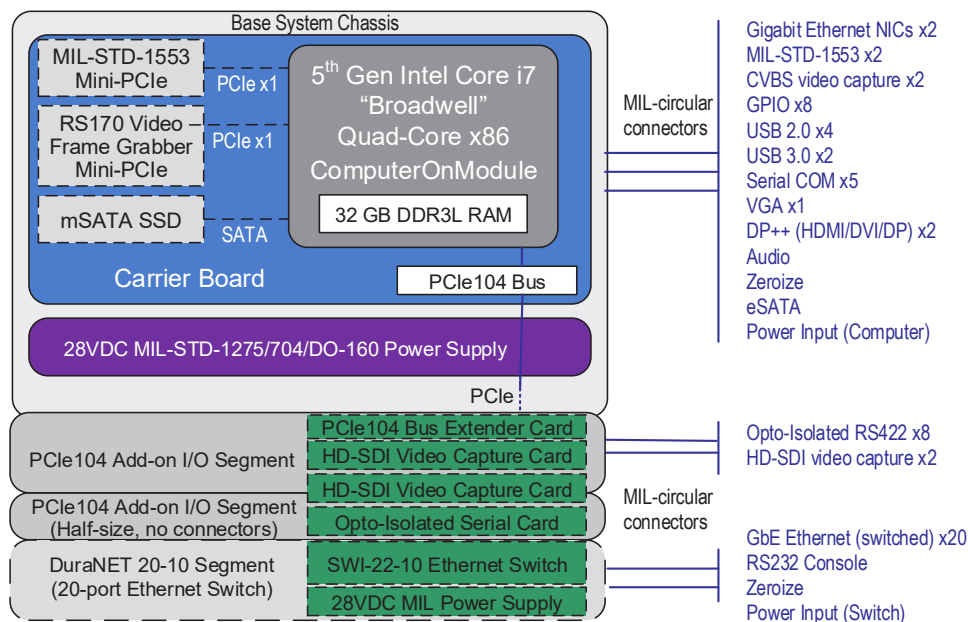 Base System Chassis
MIL-STD-1553
Mini-PCIe
PCIe x1
RS170 Video
Frame Grabber
Mini-PCIe
PCIe x1
mSATA SSD
SATA
5th Gen Intel Core i7
“Broadwell”
Quad-Core x86
ComputerOnModule
32 GB DDR3L RAM
Carrier Board
PCIe104 Bus
28VDC MIL-STD-1275/704/DO-160 Power Supply
PCIe
MIL-circular
connectors
Gigabit Ethernet NICs x2
MIL-STD-1553 x2
CVBS video capture x2
GPIO x8
USB 2.0 x4
USB 3.0 x2
Serial COM x5
VGA x1
DP++ (HDMI/DVI/DP) x2
Audio
Zeroize
eSATA
Power Input (Computer)
PCIe104 Add-on I/O Segment
PCIe104 Bus Extender Card
HD-SDI Video Capture Card
HD-SDI Video Capture Card
PCIe104 Add-on I/O Segment
(Half-size, no connectors)
Opto-Isolated Serial Card
DuraNET 20-10 Segment
(20-port Ethernet Switch)
SWI-22-10 Ethernet Switch
28VDC MIL Power Supply
Opto-Isolated RS422 x8
HD-SDI video capture x2
MIL-circular
connectors
GbE Ethernet (switched) x20
RS232 Console
Zeroize
Power Input (Switch)